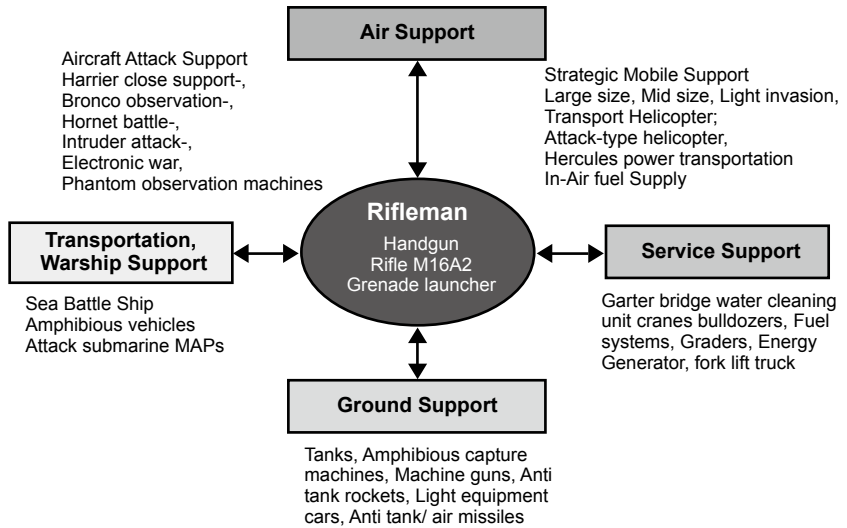 Air Support
Aircraft Attack Support
Harrier close support-,
Bronco observation-,
Hornet battle-,
Intruder attack-,
Electronic war,
Phantom observation machines
Strategic Mobile Support
Large size, Mid size, Light invasion,
Transport Helicopter;
Attack-type helicopter,
Hercules power transportation
In-Air fuel Supply
Transportation,
Warship Support
Sea Battle Ship
Amphibious vehicles
Attack submarine MAPs
Rifleman
Handgun
Rifle M16A2
Grenade launcher
Service Support
Garter bridge water cleaning
unit cranes bulldozers, Fuel
systems, Graders, Energy
Generator, fork lift truck
Ground Support
Tanks, Amphibious capture
machines, Machine guns, Anti
tank rockets, Light equipment
cars, Anti tank/ air missiles